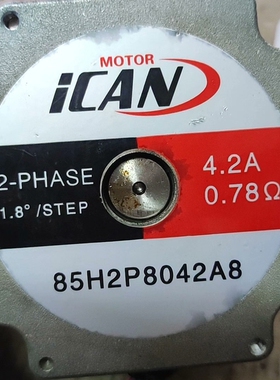 MOTOR
iCAN
2-PHASE
4.2A
1.8° /STEP
0.78Ω
85H2P8042A8